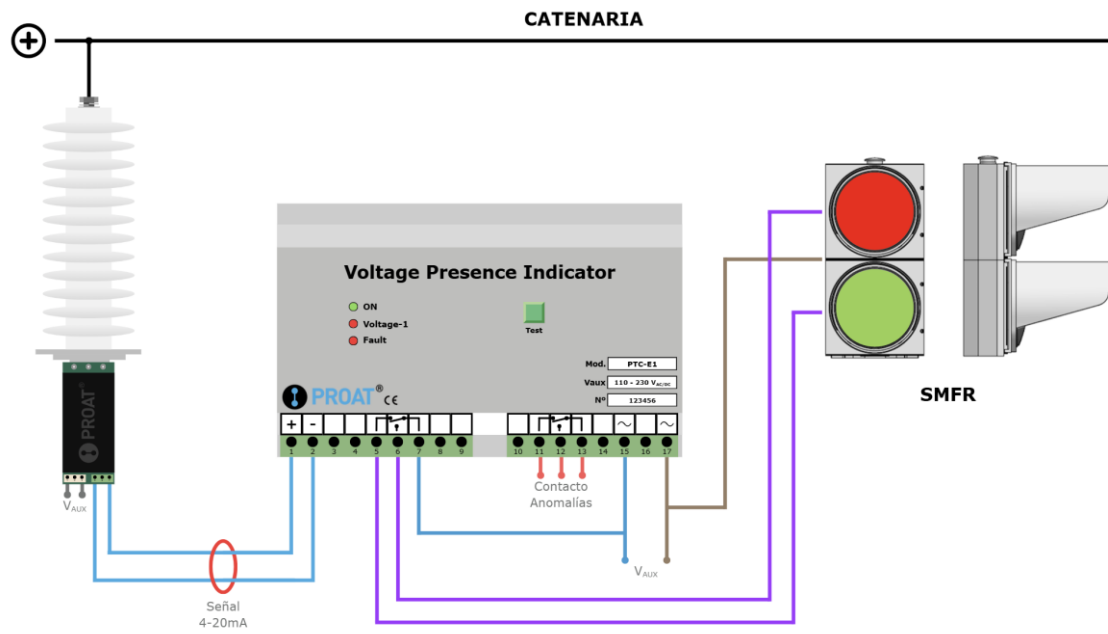 CATENARIA
Voltage Presence Indicator
ON
Voltage-1
Fault
Test
Mod. PTC-E1
Vaux 110 - 230 VAC/DC
Nº 123456
PROAT® CE
+ -
1 2 3 4 5 6 7 8 9 10 11 12 13 14 15 16 17
PROAT®
VAUX
Señal
4-20mA
Contacto
Anomalías
VAUX
SMFR